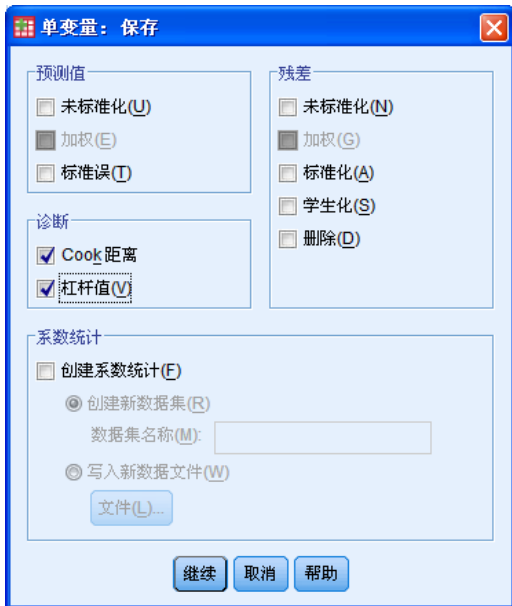 单变量: 保存
预测值
未标准化(U)
加权(E)
标准误(T)
诊断
Cook 距离
杠杆值(V)
残差
未标准化(N)
加权(G)
标准化(A)
学生化(S)
删除(D)
系数统计
创建系数统计(F)
创建新数据集(R)
数据集名称(M):
写入新数据文件(W)
文件(L)...
继续 取消 帮助